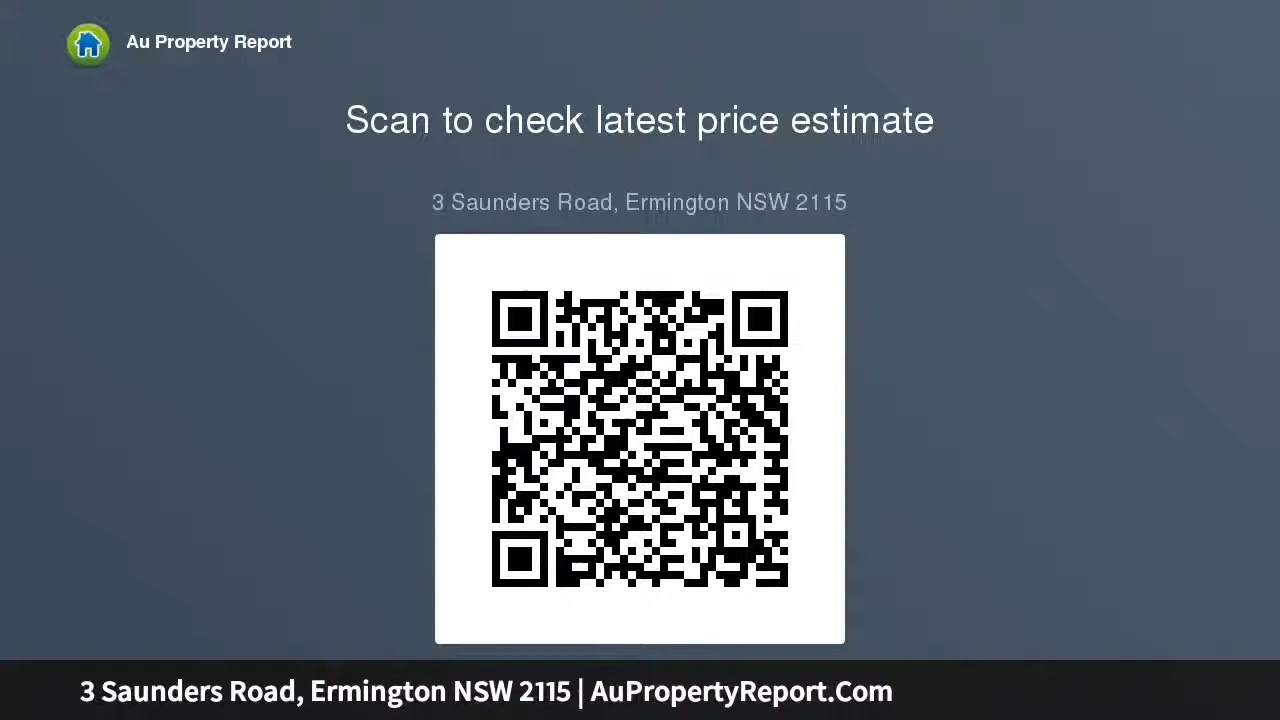 Au Property Report
Scan to check latest price estimate
3 Saunders Road, Ermington NSW 2115
3 Saunders Road, Ermington NSW 2115 | AuPropertyReport.Com